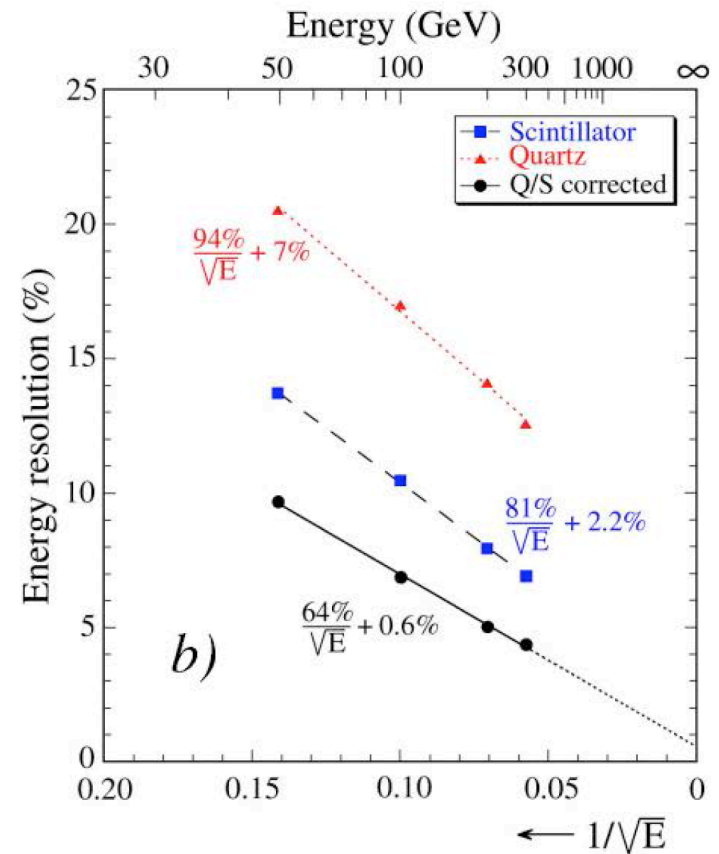 Energy (GeV)
30 50 100 300 1000 ∞
25
20
15
10
5
0
Energy resolution (%)
Scintillator
Quartz
Q/S corrected
94%/√E + 7%
81%/√E + 2.2%
64%/√E + 0.6%
b)
0.20 0.15 0.10 0.05 0
← 1/√E